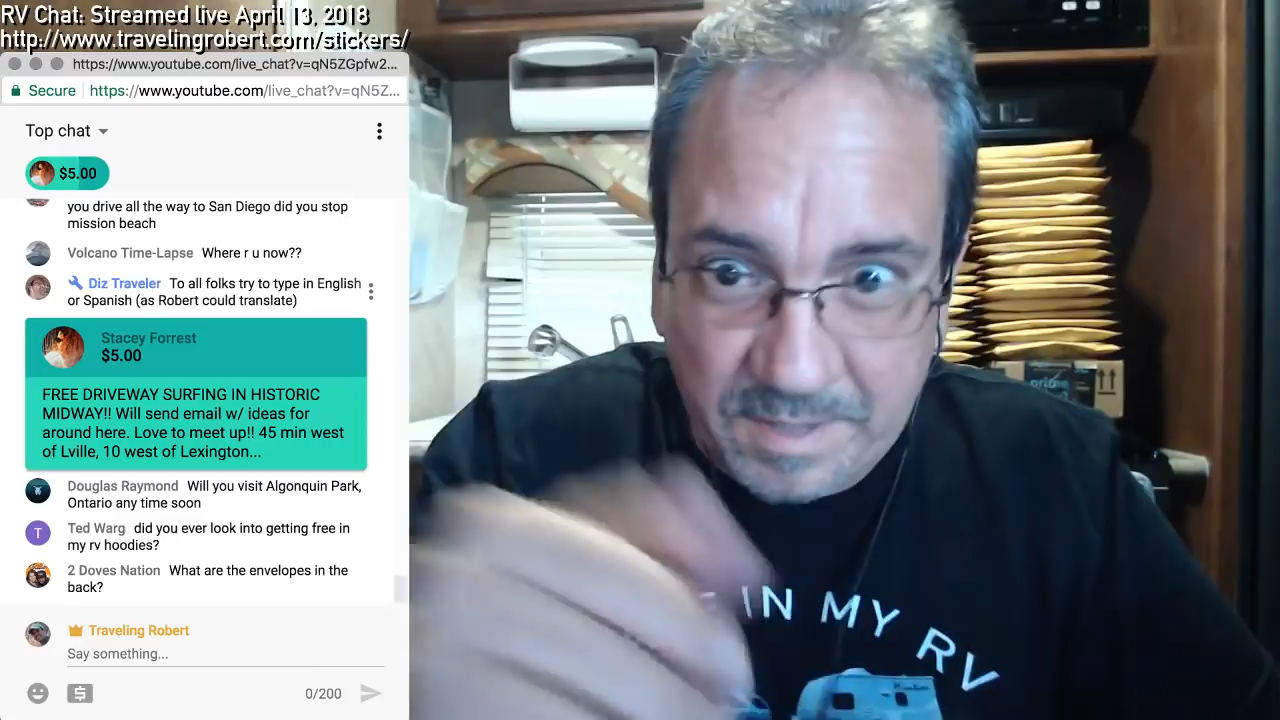 RV Chat: Streamed live April 13, 2018
http://www.travelingrobert.com/stickers/
https://www.youtube.com/live_chat?v=qN5ZGpfw2...
Secure https://www.youtube.com/live_chat?v=qN5Z...
Top chat
$5.00
you drive all the way to San Diego did you stop
mission beach
Volcano Time-Lapse Where r u now??
Diz Traveler To all folks try to type in English
or Spanish (as Robert could translate)
Stacey Forrest
$5.00
FREE DRIVEWAY SURFING IN HISTORIC
MIDWAY!! Will send email w/ ideas for
around here. Love to meet up!! 45 min west
of Lville, 10 west of Lexington...
Douglas Raymond Will you visit Algonquin Park,
Ontario any time soon
T
Ted Warg did you ever look into getting free in
my rv hoodies?
2 Doves Nation What are the envelopes in the
back?
Traveling Robert
Say something...
0/200
prime
IN MY RV